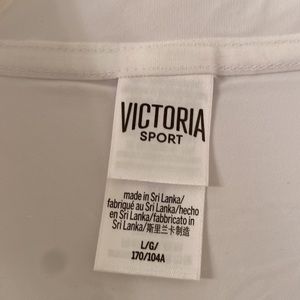 VICTORIA
SPORT
made in Sri Lanka/
fabriqué au Sri Lanka/hecho
en Sri Lanka/fabbricato in
Sri Lanka/斯里兰卡制造
L/G/
170/104A